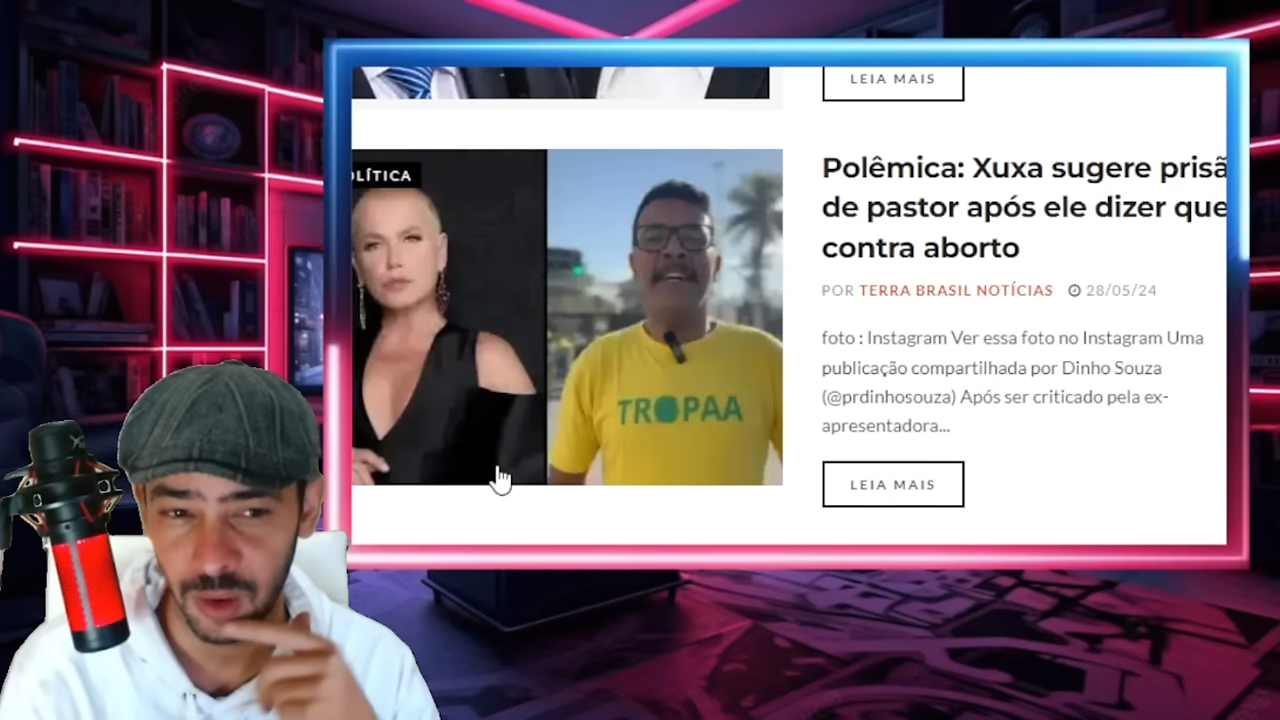 LEIA MAIS
OLÍTICA
Polêmica: Xuxa sugere prisã
de pastor após ele dizer que
contra aborto
POR TERRA BRASIL NOTÍCIAS 28/05/24
foto : Instagram Ver essa foto no Instagram Uma
publicação compartilhada por Dinho Souza
(@prdinhosouza) Após ser criticado pela ex-
apresentadora...
TROPAA
LEIA MAIS